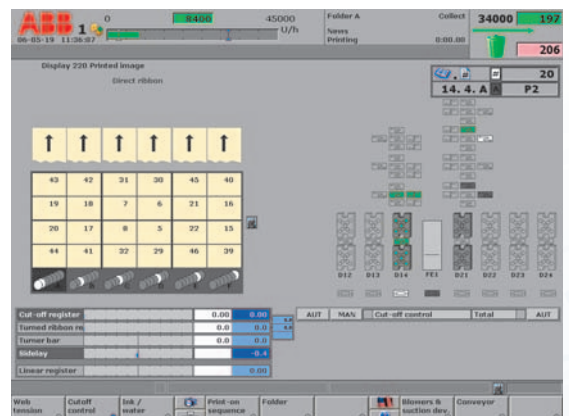 ABB 1
06-05-19 11:36:07
0 8400 45000
U/h
Folder A Collect
News
Printing 0:00.00
34000 197
206
Display 220 Printed image
Direct ribbon
20
14. 4. A A P2
43 42 31 30 45 40
19 18 7 6 21 16
20 17 8 5 22 15
44 41 32 29 46 39
D12 D13 D14 FE1 D21 D22 D23 D24
Cut-off register 0.00 0.00
Turned ribbon re 0.0 0.0
Turner bar 0.0 0.0
Sidelay -0.4
Linear register 0.00
AUT MAN Cut-off control Total AUT
Web tension
Cutoff control
Ink / water
Print-on sequence
Folder
Blowers & suction dev.
Conveyor